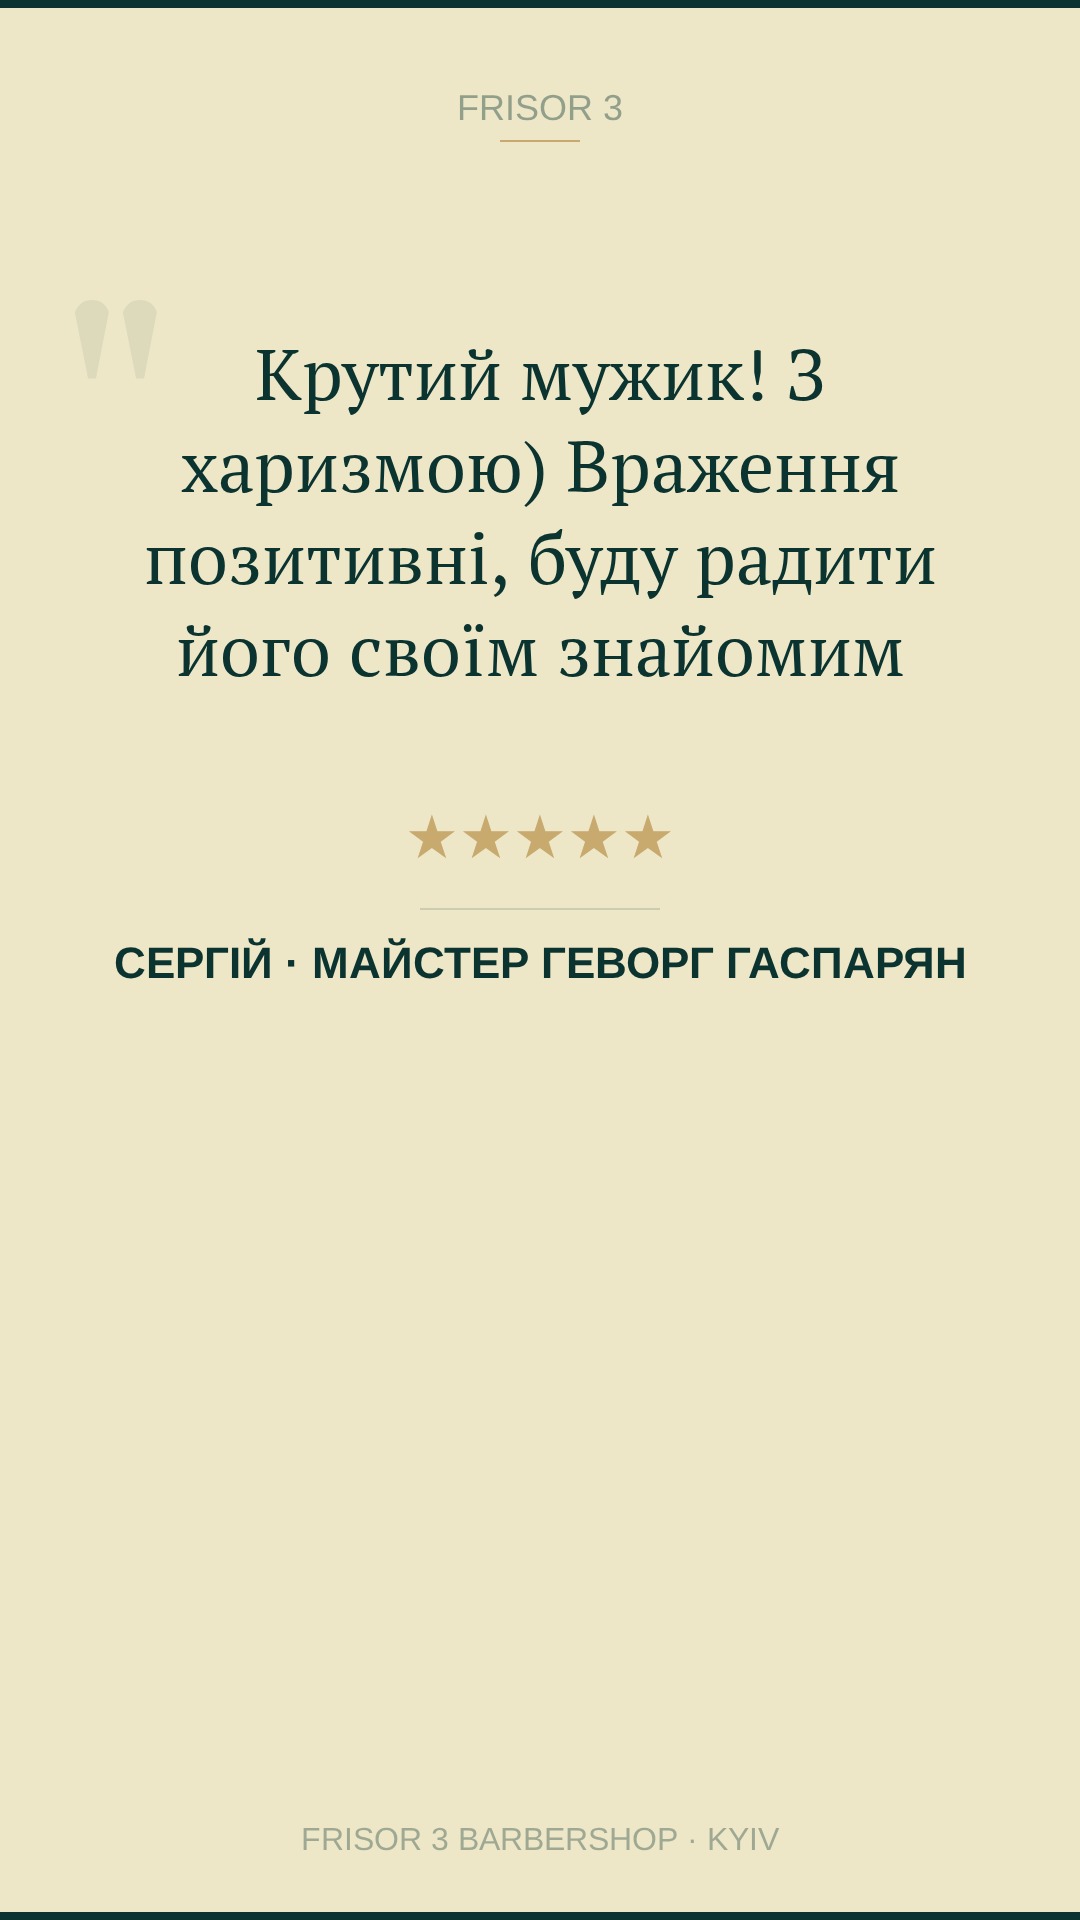 FRISOR 3
"
Крутий мужик! З
харизмою) Враження
позитивні, буду радити
його своїм знайомим
★★★★★
СЕРГІЙ · МАЙСТЕР ГЕВОРГ ГАСПАРЯН
FRISOR 3 BARBERSHOP · KYIV